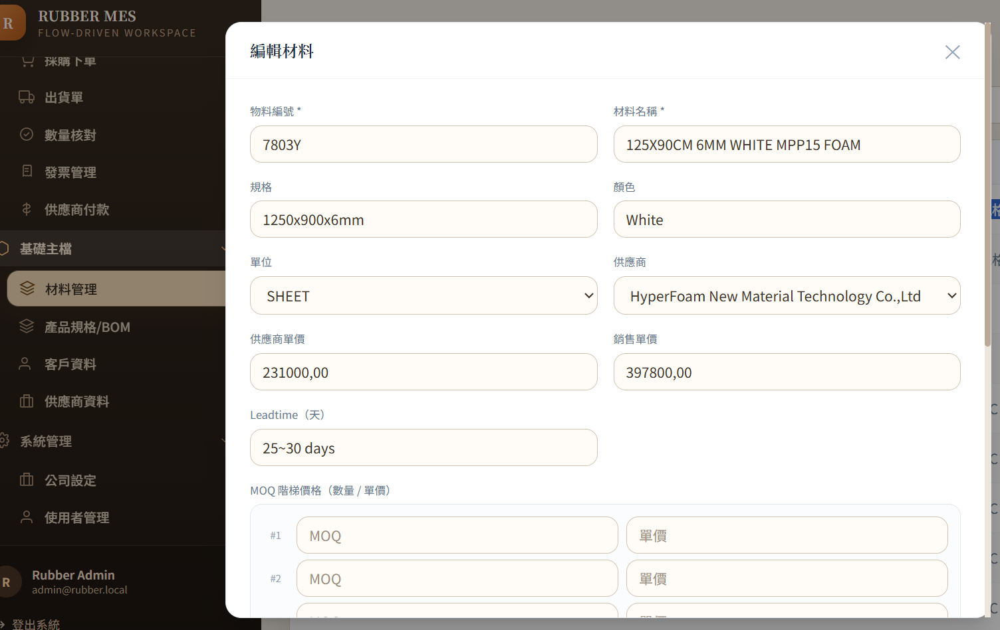 R
RUBBER MES
FLOW-DRIVEN WORKSPACE
採購下單
出貨單
數量核對
發票管理
供應商付款
基礎主檔
材料管理
產品規格/BOM
客戶資料
供應商資料
系統管理
公司設定
使用者管理
R
Rubber Admin
admin@rubber.local
登出系統
編輯材料
物料編號 *
材料名稱 *
7803Y
125X90CM 6MM WHITE MPP15 FOAM
規格
顏色
1250x900x6mm
White
單位
供應商
SHEET
HyperFoam New Material Technology Co.,Ltd
供應商單價
銷售單價
231000,00
397800,00
Leadtime（天）
25~30 days
MOQ 階梯價格（數量 / 單價）
#1
MOQ
單價
#2
MOQ
單價
格
格
C
C
C
C
C